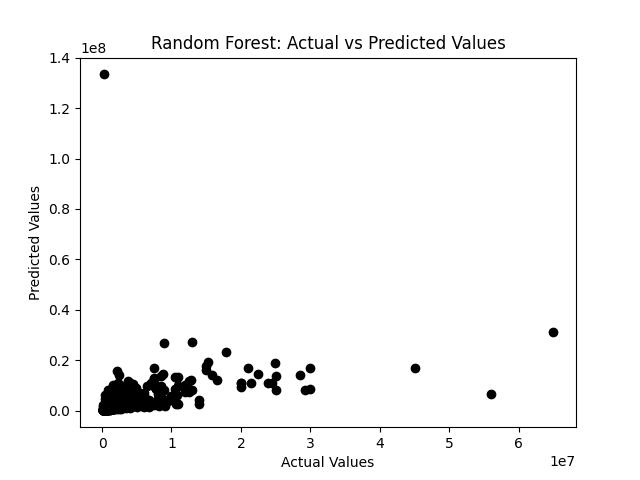 Random Forest: Actual vs Predicted Values
1e8
1.4
1.2
1.0
0.8
0.6
0.4
0.2
0.0
Predicted Values
0 1 2 3 4 5 6
1e7
Actual Values